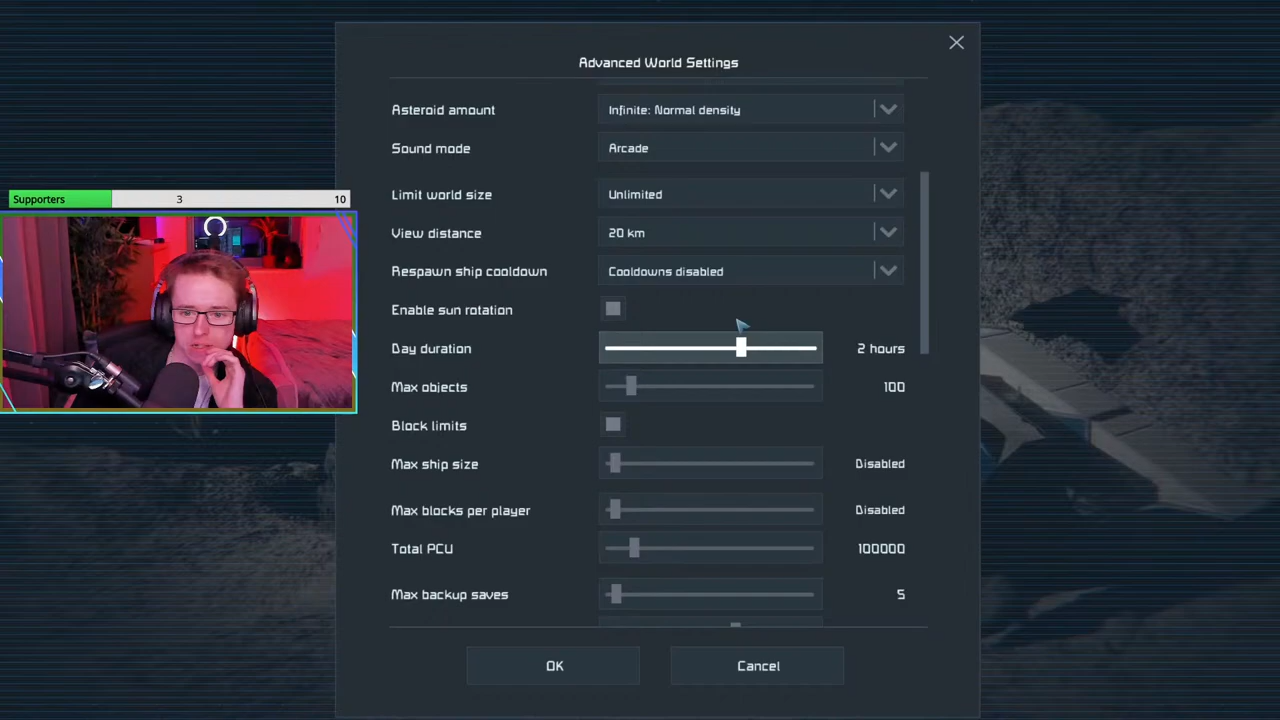 Advanced World Settings
Asteroid amount Infinite: Normal density
Sound mode Arcade
Supporters 3 10
Limit world size Unlimited
View distance 20 km
Respawn ship cooldown Cooldowns disabled
Enable sun rotation
Day duration 2 hours
Max objects 100
Block limits
Max ship size Disabled
Max blocks per player Disabled
Total PCU 100000
Max backup saves 5
OK Cancel